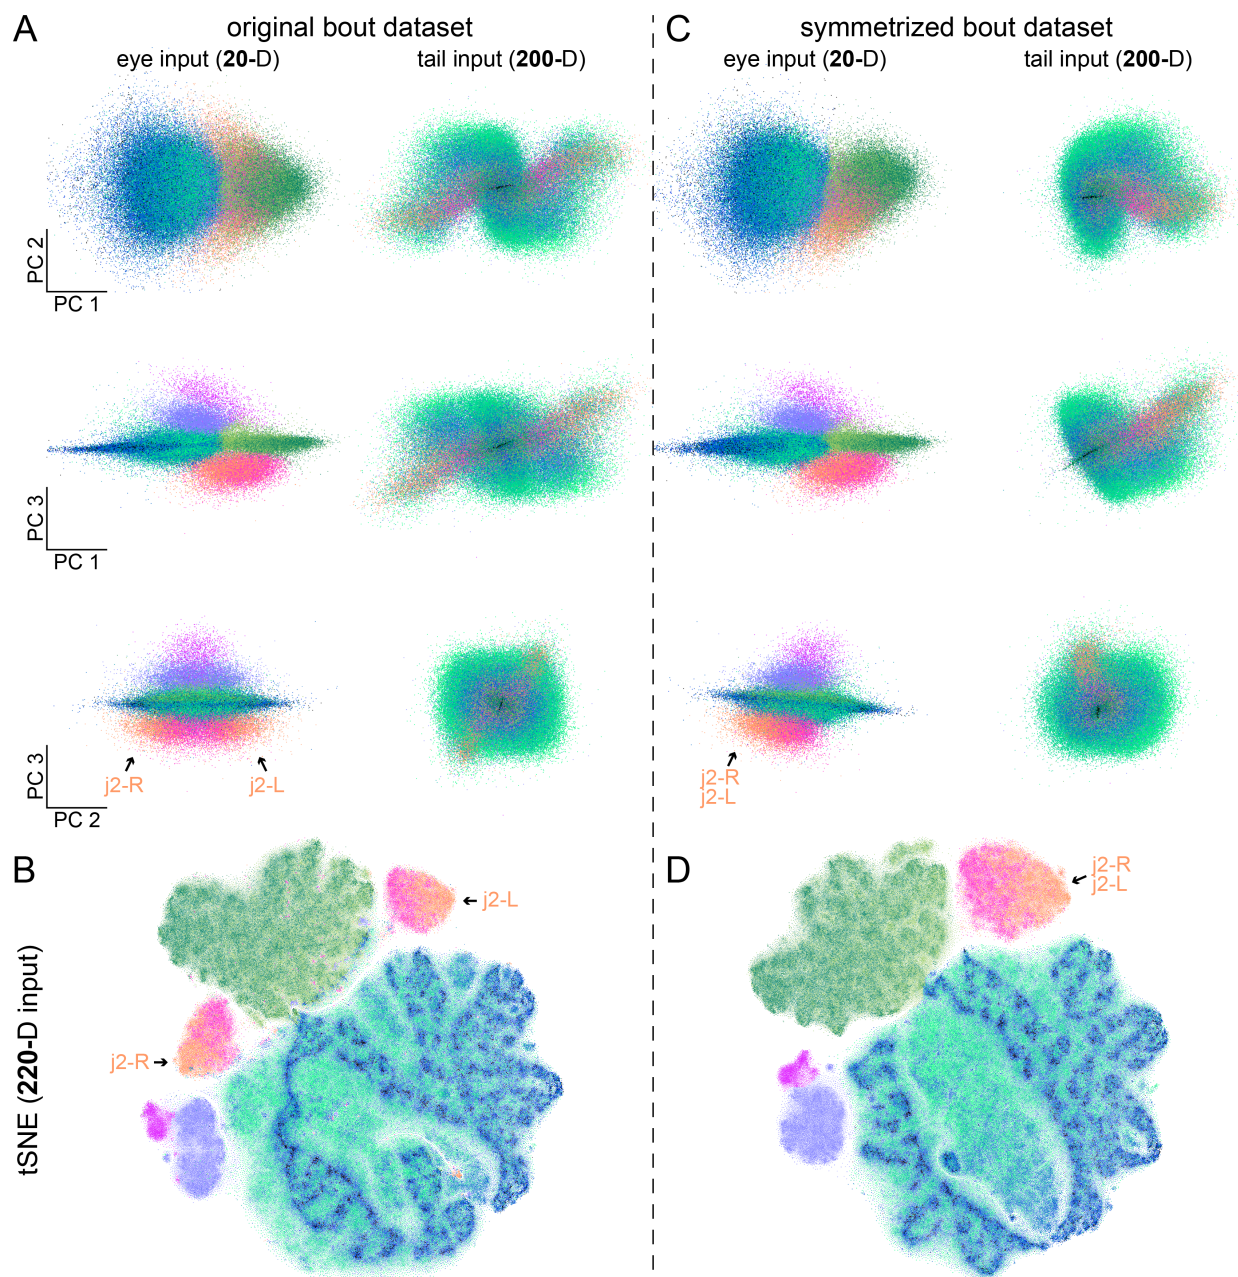 A
original bout dataset
eye input (20-D)
tail input (200-D)
PC 2
PC 1
PC 3
PC 1
j2-R
j2-L
PC 3
PC 2
B
j2-L
j2-R
tSNE (220-D input)
C
symmetrized bout dataset
eye input (20-D)
tail input (200-D)
j2-R
j2-L
D
j2-R
j2-L